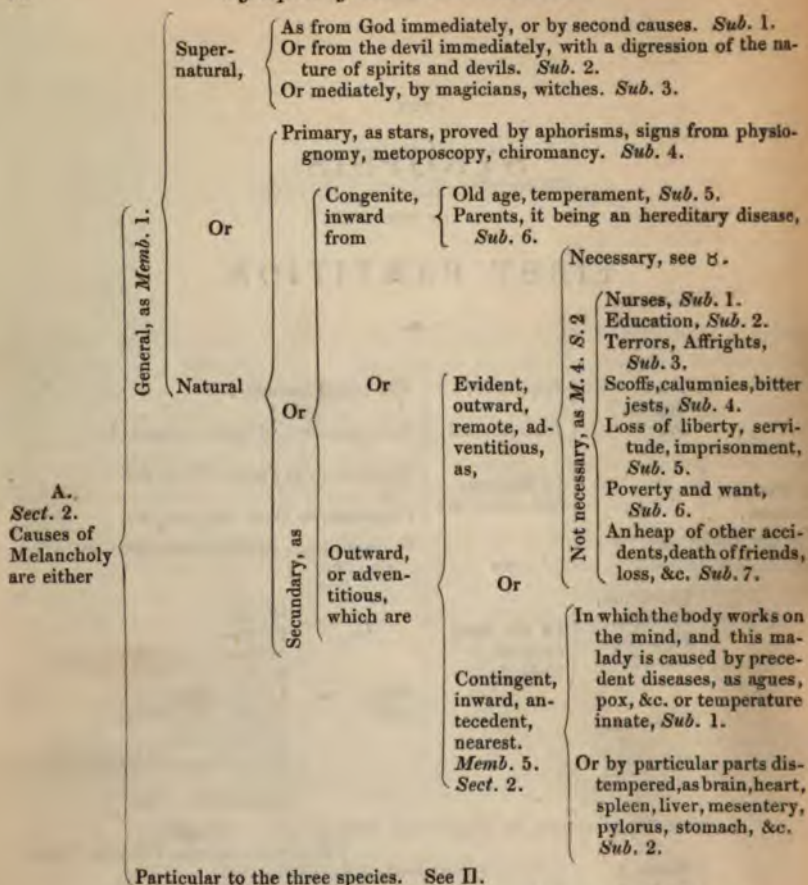 As from God immediately, or by second causes. Sub. 1.
Super-
natural,
Or from the devil immediately, with a digression of the na-
ture of spirits and devils. Sub. 2.
Or mediately, by magicians, witches. Sub. 3.
Primary, as stars, proved by aphorisms, signs from physio-
gnomy, metoposcopy, chiromancy. Sub. 4.
General, as Memb. 1.
Or
Congenite,
inward
from
Old age, temperament, Sub. 5.
Parents, it being an hereditary disease,
Sub. 6.
Necessary, see ♉.
Natural
Or
Or
Evident,
outward,
remote, ad-
ventitious,
as,
Not necessary, as M. 4. S. 2
Nurses, Sub. 1.
Education, Sub. 2.
Terrors, Affrights,
Sub. 3.
Scoffs, calumnies, bitter
jests, Sub. 4.
Loss of liberty, servi-
tude, imprisonment,
Sub. 5.
Poverty and want,
Sub. 6.
An heap of other acci-
dents, death of friends,
loss, &c. Sub. 7.
A.
Sect. 2.
Causes of
Melancholy
are either
Secundary, as
Outward,
or adven-
titious,
which are
Or
Contingent,
inward, an-
tecedent,
nearest.
Memb. 5.
Sect. 2.
In which the body works on
the mind, and this ma-
lady is caused by prece-
dent diseases, as agues,
pox, &c. or temperature
innate, Sub. 1.
Or by particular parts dis-
tempered, as brain, heart,
spleen, liver, mesentery,
pylorus, stomach, &c.
Sub. 2.
Particular to the three species. See Π.